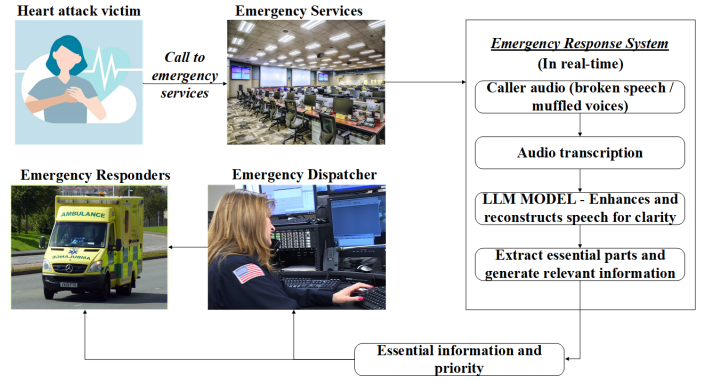 Heart attack victim
Emergency Services
Call to
emergency
services
Emergency Response System
(In real-time)
Caller audio (broken speech /
muffled voices)
Audio transcription
LLM MODEL - Enhances and
reconstructs speech for clarity
Extract essential parts and
generate relevant information
Emergency Responders
Emergency Dispatcher
AMBULANCE
Essential information and
priority